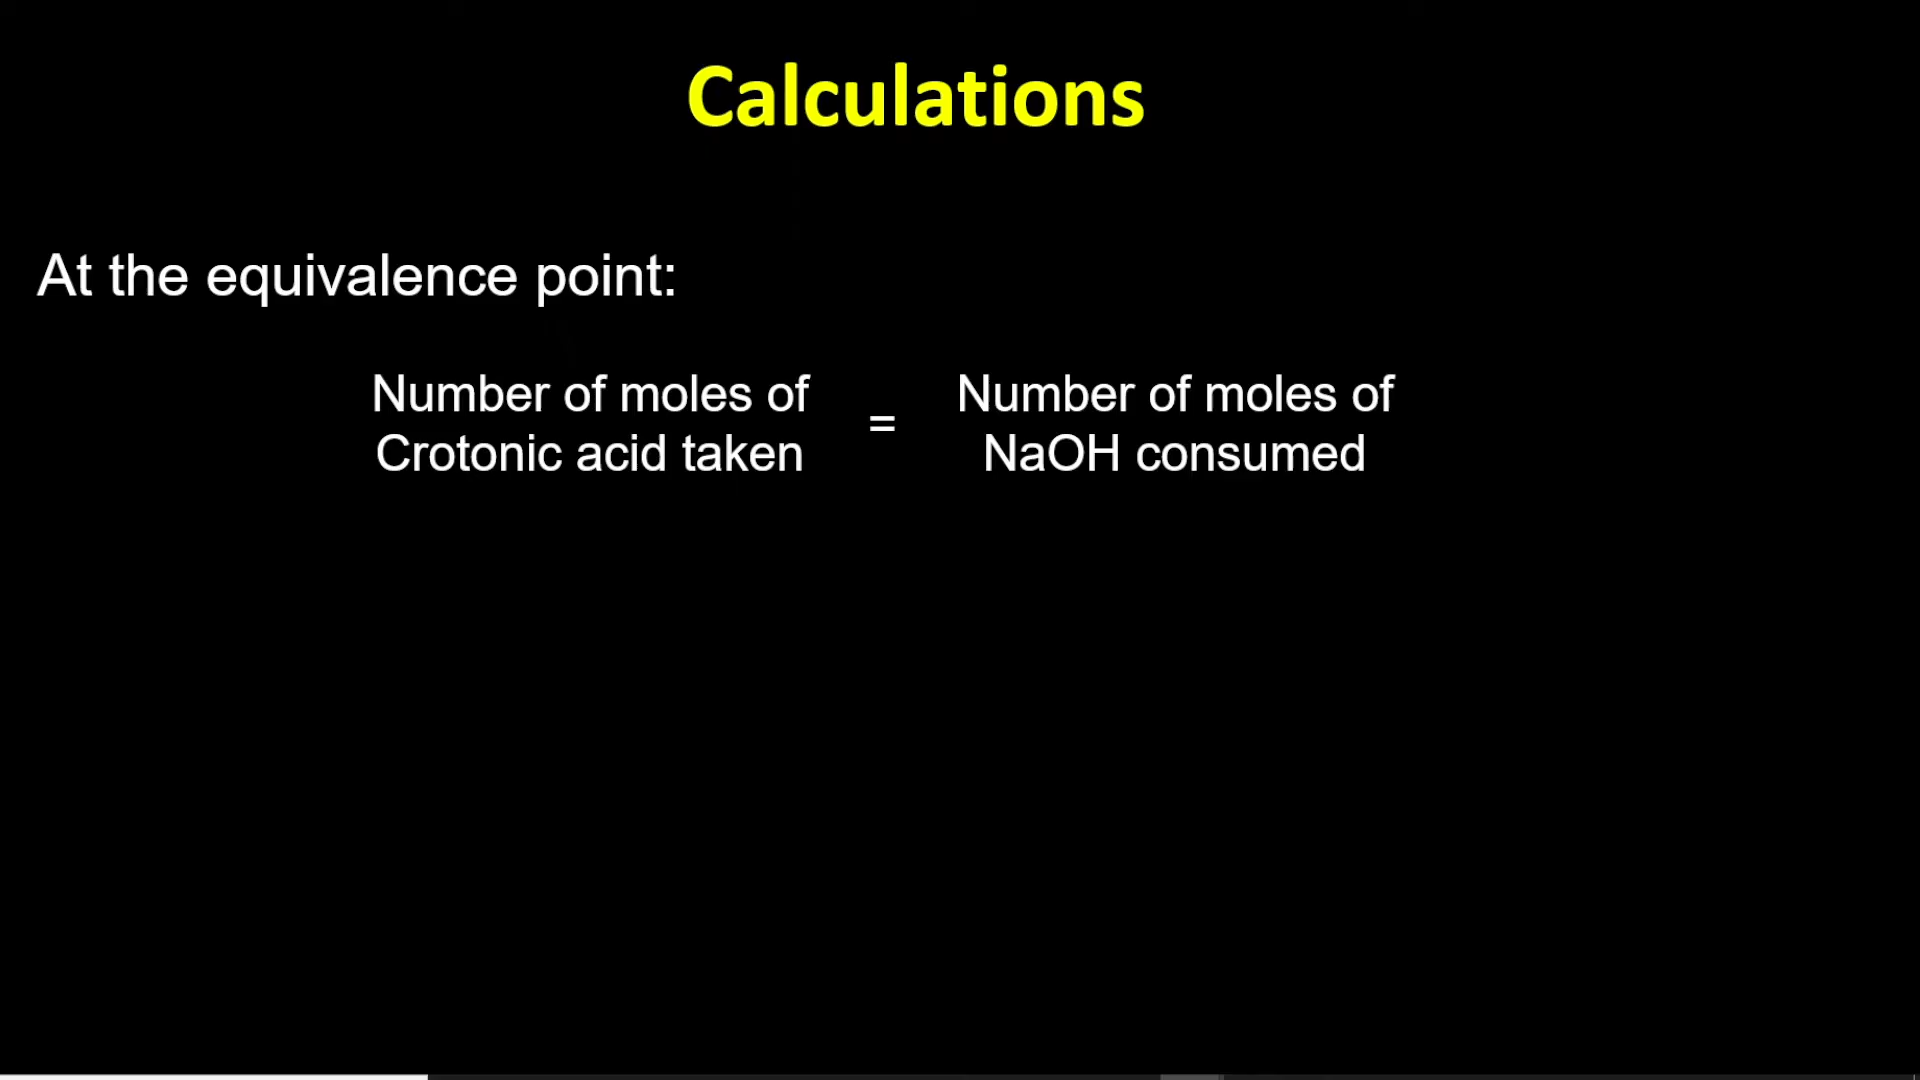 Calculations
At the equivalence point:
Number of moles of
Crotonic acid taken
=
Number of moles of
NaOH consumed